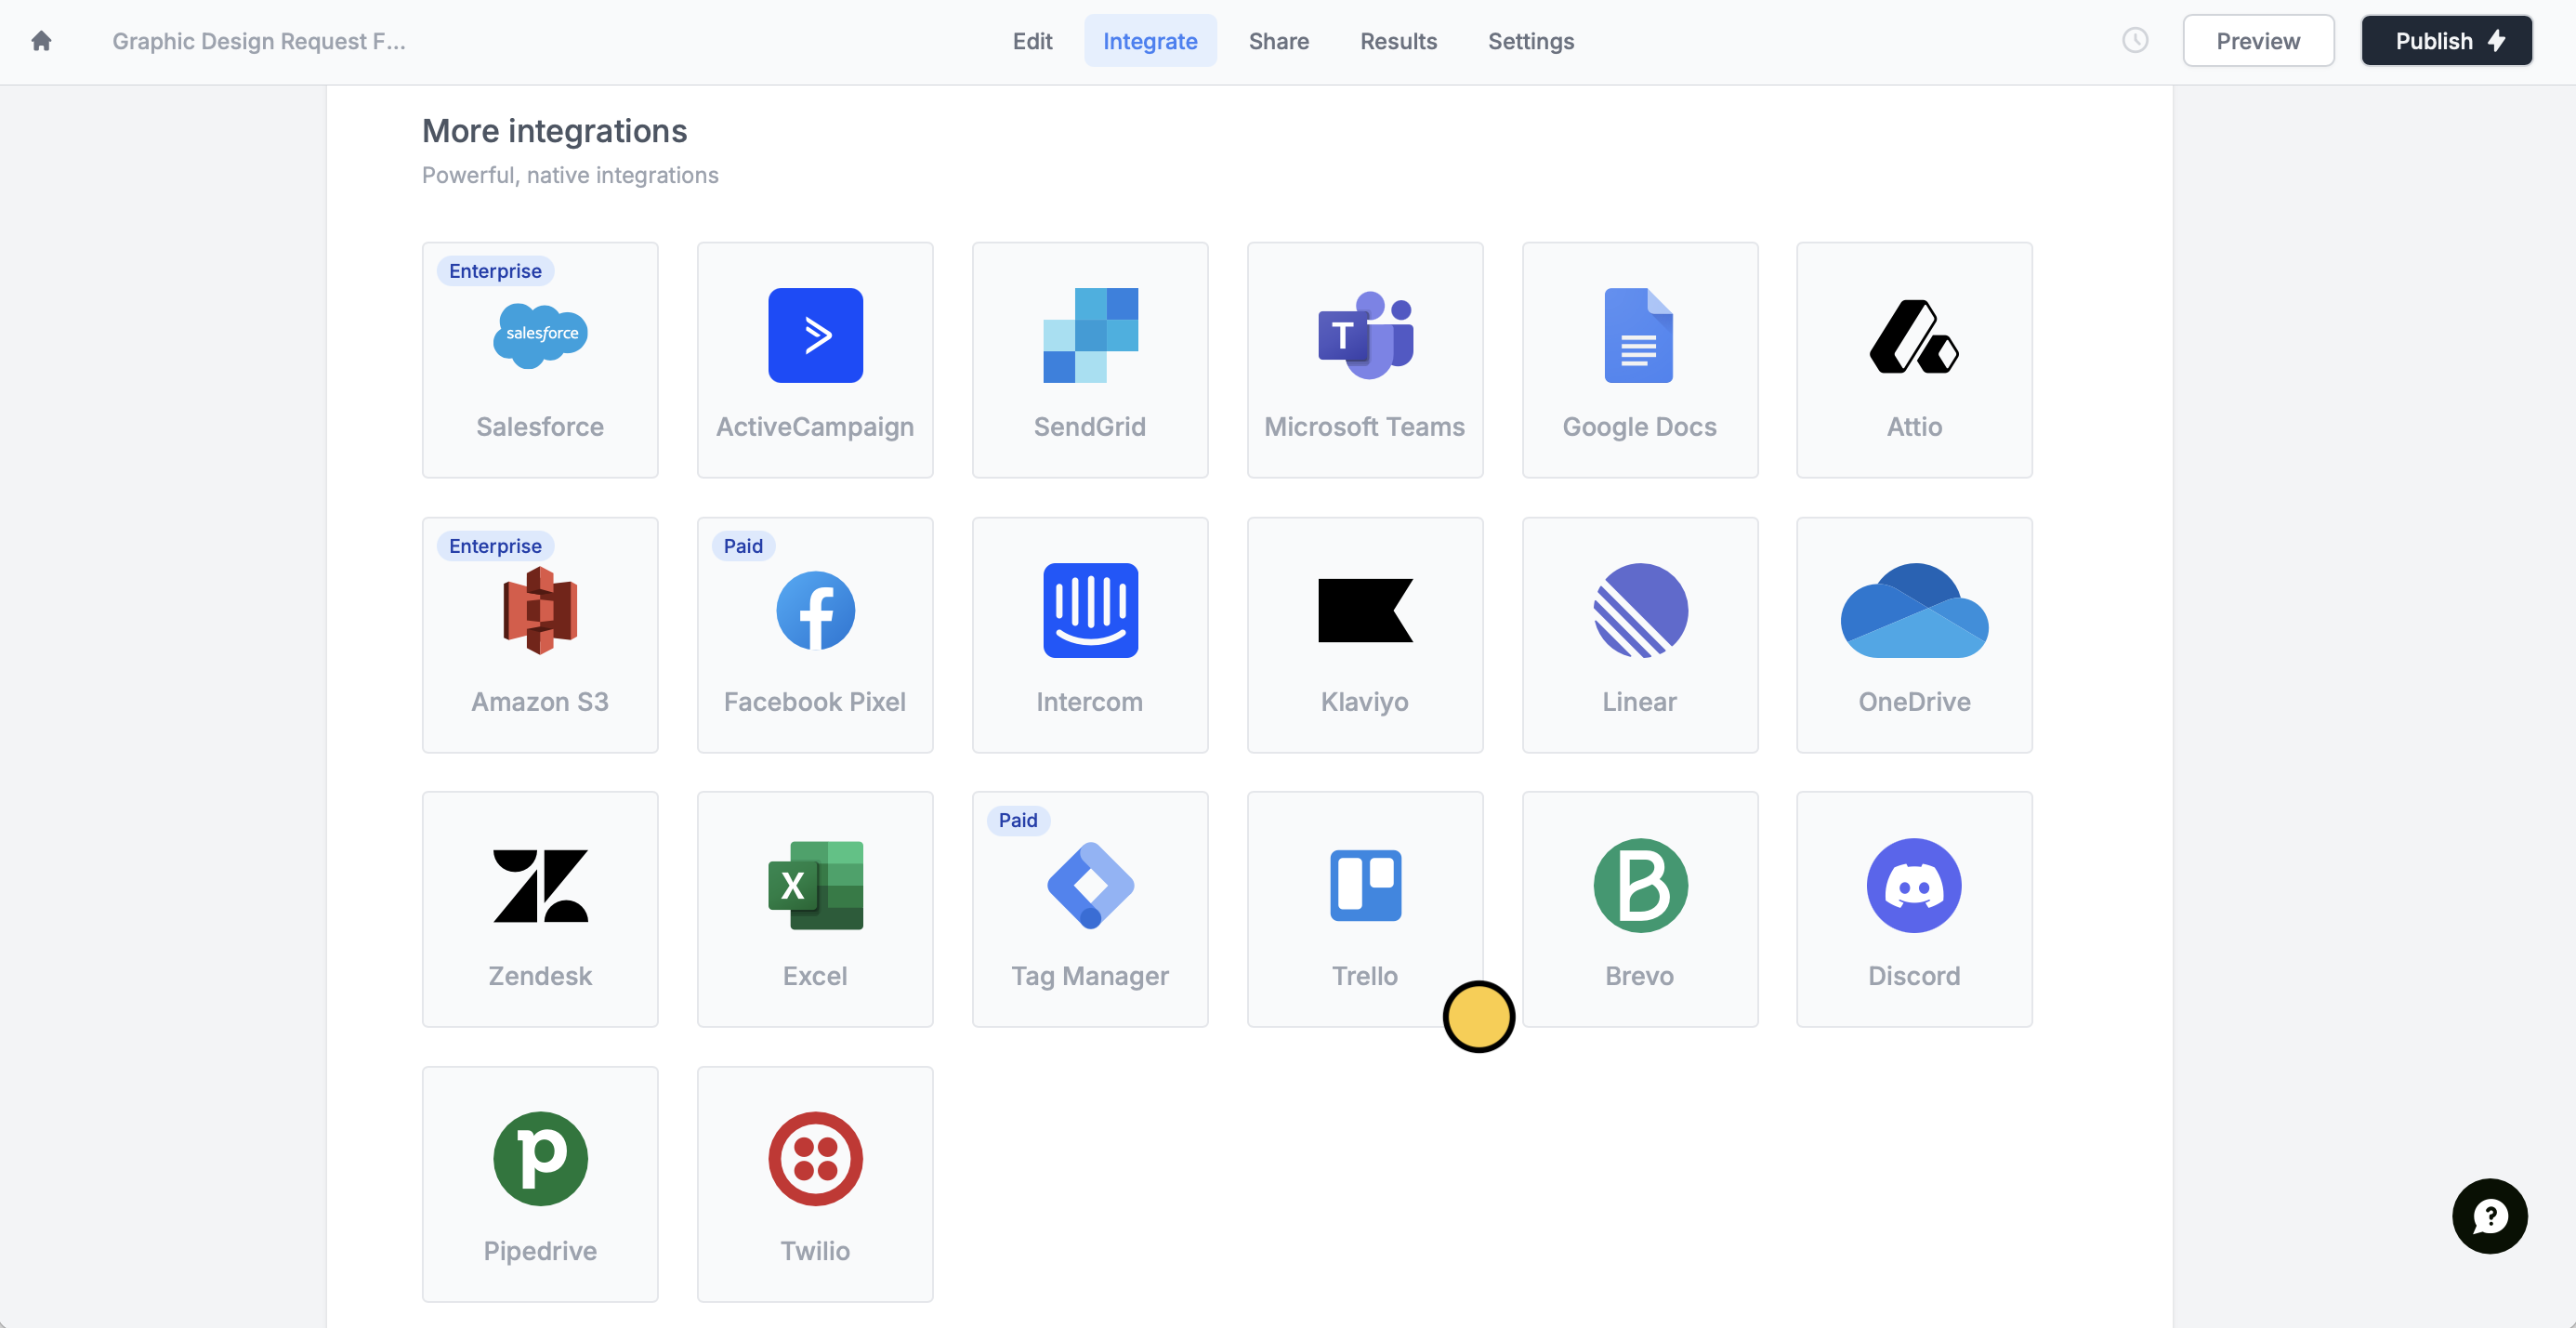 Graphic Design Request F...
Edit
Integrate
Share
Results
Settings
Preview
Publish
More integrations
Powerful, native integrations
Enterprise
salesforce
Salesforce
ActiveCampaign
SendGrid
T
Microsoft Teams
Google Docs
Attio
Enterprise
Amazon S3
Paid
Facebook Pixel
Intercom
Klaviyo
Linear
OneDrive
Zendesk
X
Excel
Paid
Tag Manager
Trello
B
Brevo
Discord
p
Pipedrive
Twilio
?